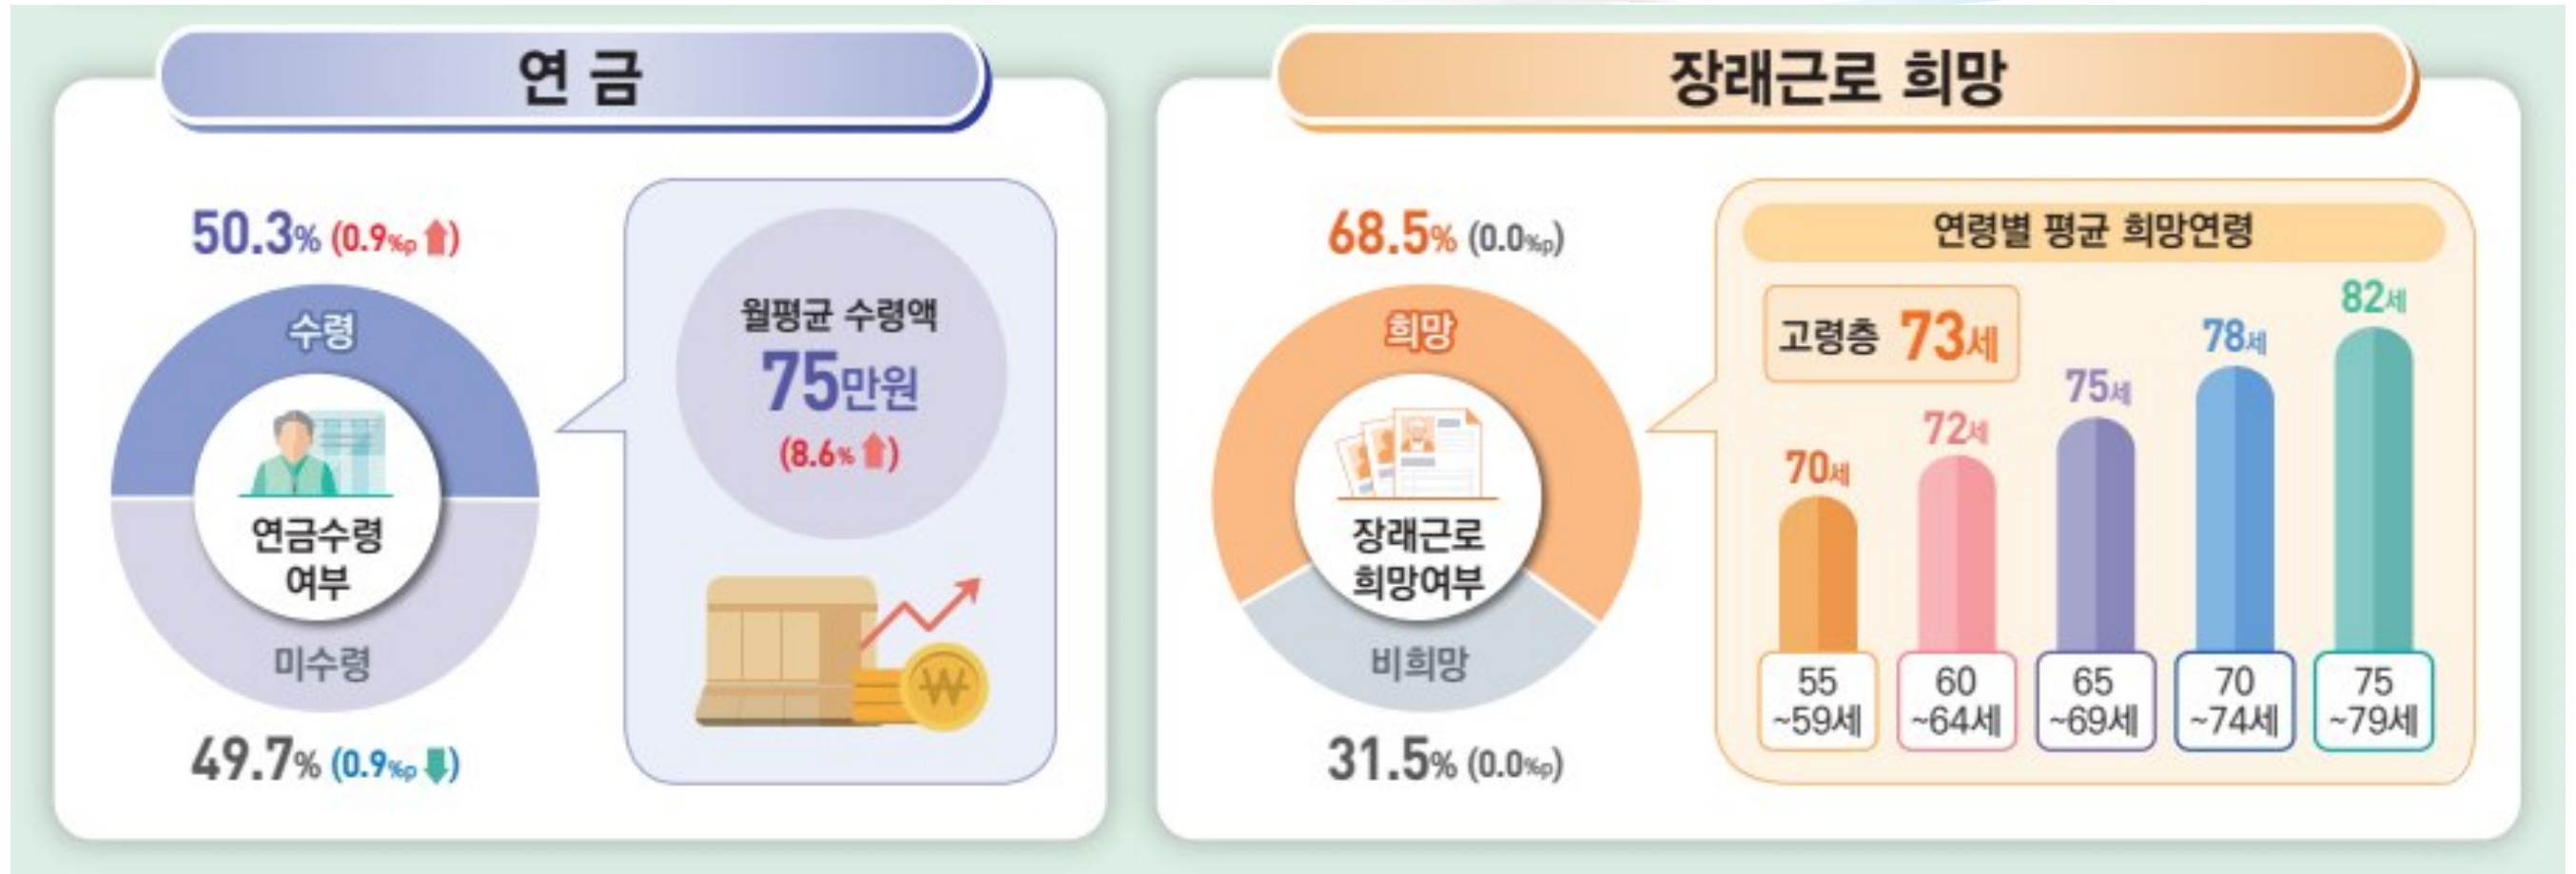 연 금
50.3% (0.9%p ⬆)
수령
연금수령
여부
미수령
49.7% (0.9%p ⬇)
월평균 수령액
75만원
(8.6% ⬆)
₩
장래근로 희망
68.5% (0.0%p)
희망
장래근로
희망여부
비희망
31.5% (0.0%p)
연령별 평균 희망연령
고령층 73세
70세
72세
75세
78세
82세
55
~59세
60
~64세
65
~69세
70
~74세
75
~79세